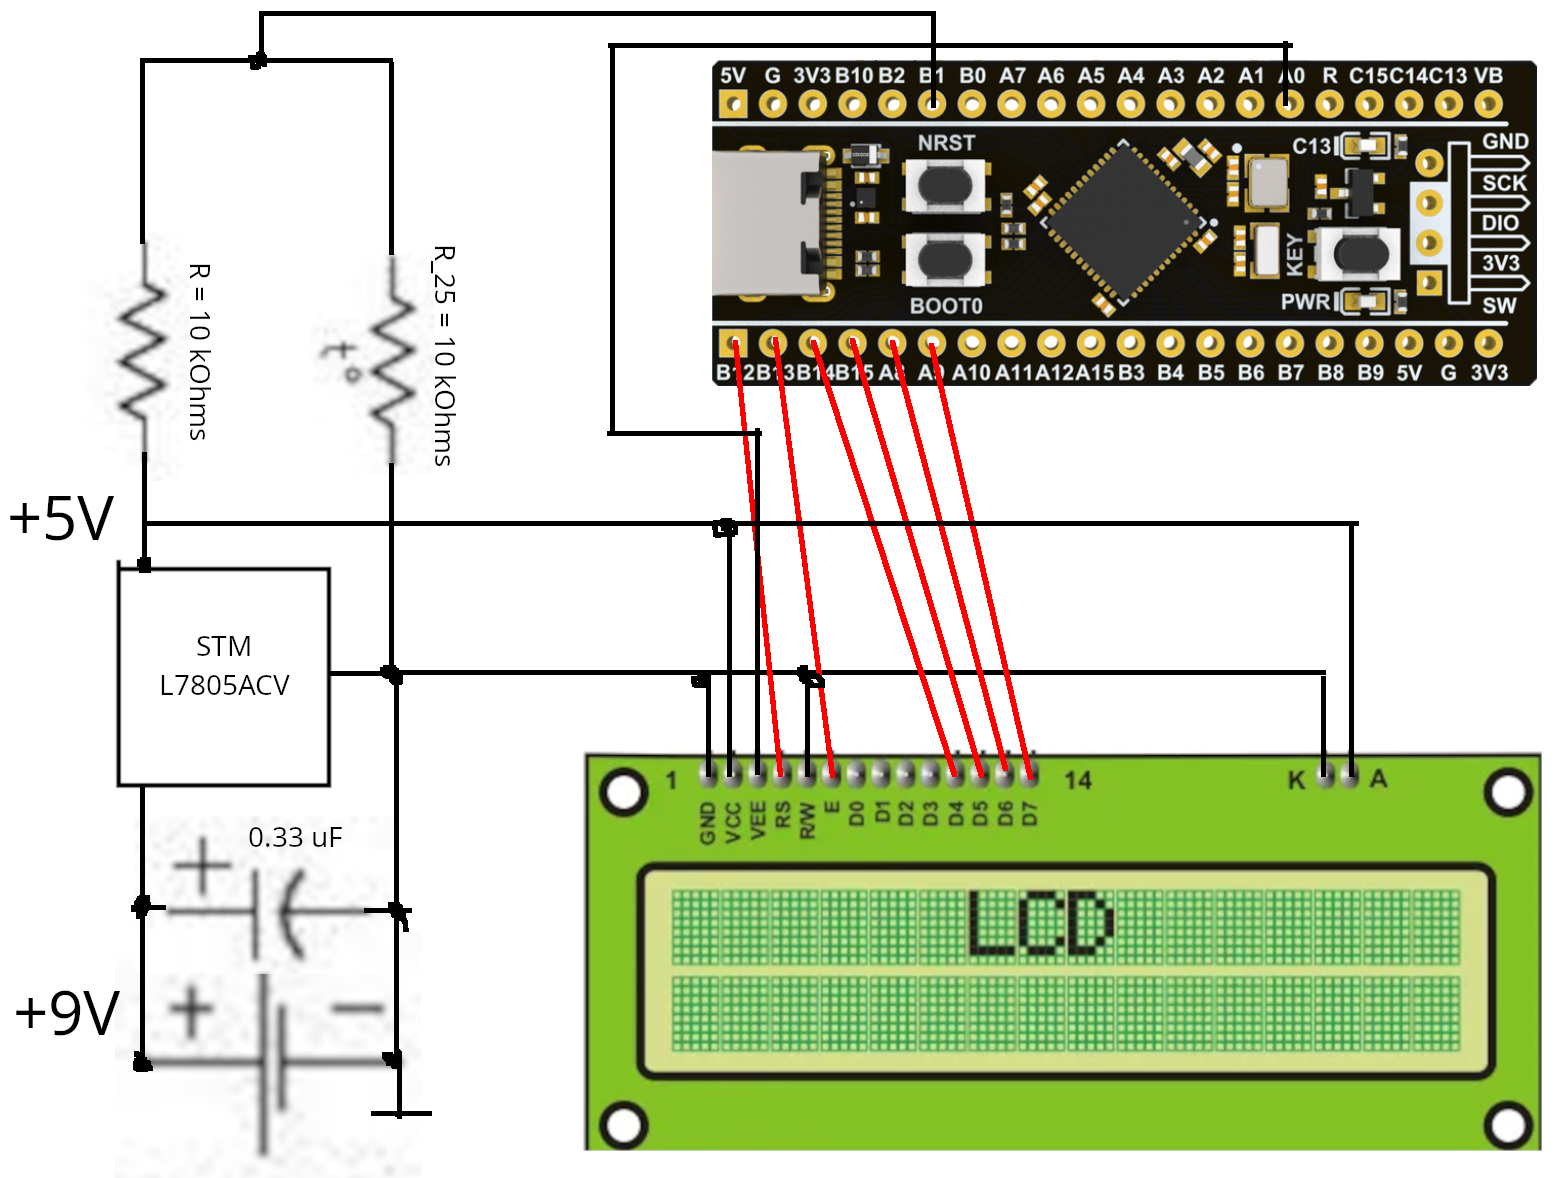 5V G 3V3 B10 B2 B1 B0 A7 A6 A5 A4 A3 A2 A1 A0 R C15 C14 C13 VB
NRST
C13
GND
SCK
DIO
3V3
SW
KEY
BOOT0
PWR
B12 B13 B14 B15 A8 A9 A10 A11 A12 A15 B3 B4 B5 B6 B7 B8 B9 5V G 3V3
R = 10 kOhms
R_25 = 10 kOhms
t°
+5V
STM
L7805ACV
0.33 uF
+
+9V
+ −
1 14 K A
GND VCC VEE RS R/W E D0 D1 D2 D3 D4 D5 D6 D7
LCD